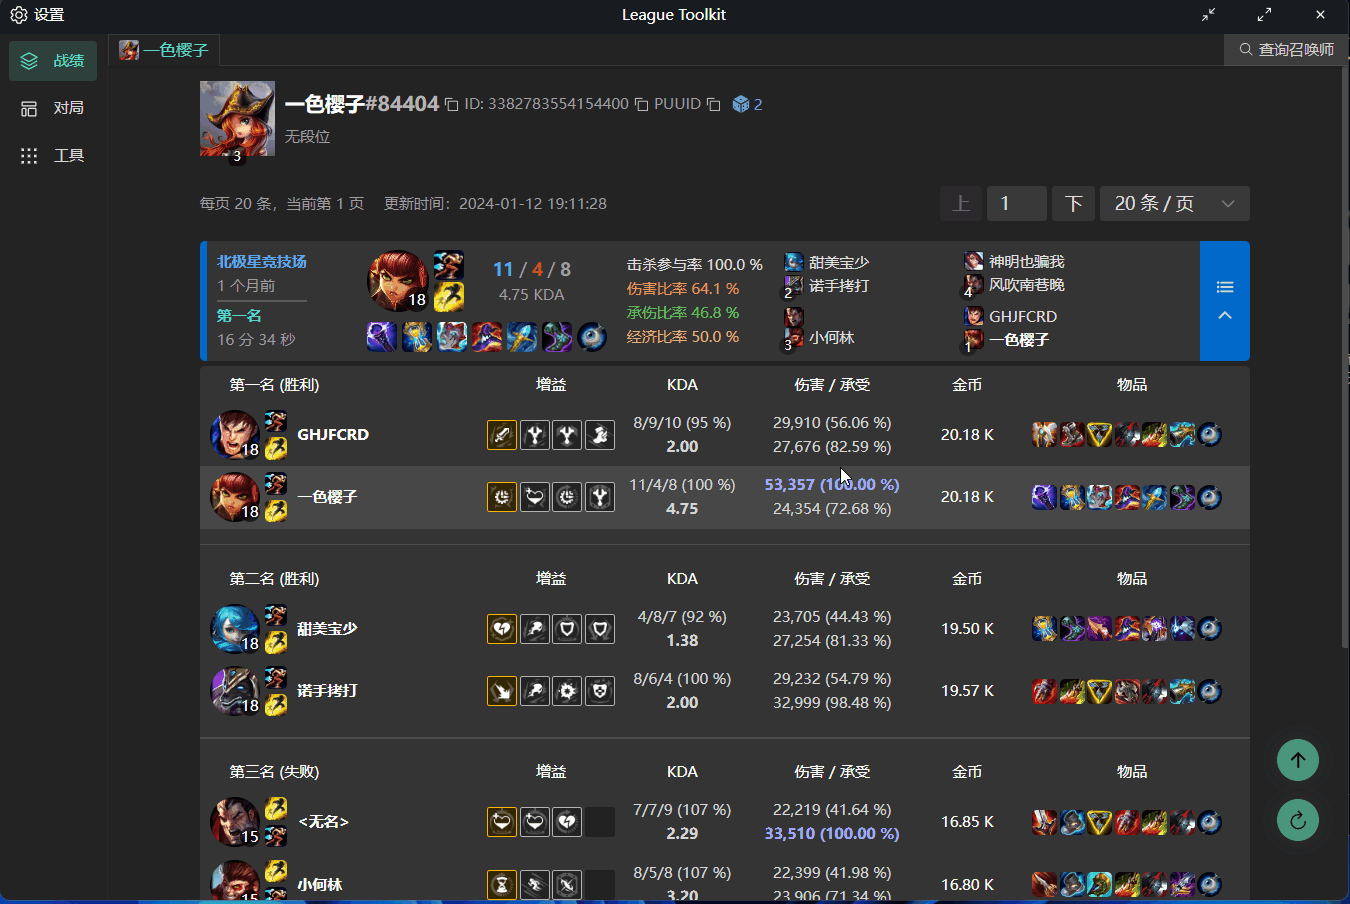 设置
League Toolkit
战绩
对局
工具
一色樱子
查询召唤师
一色樱子#84404 ID: 3382783554154400 PUUID 2
无段位
3
每页 20 条，当前第 1 页 更新时间：2024-01-12 19:11:28
上 1 下 20 条 / 页
北极星竞技场
1 个月前
第一名
16 分 34 秒
18
11 / 4 / 8
4.75 KDA
击杀参与率 100.0 %
伤害比率 64.1 %
承伤比率 46.8 %
经济比率 50.0 %
甜美宝少
2 诺手拷打
3 小何林
神明也骗我
4 风吹南巷晚
GHJFCRD
1 一色樱子
第一名 (胜利) 增益 KDA 伤害 / 承受 金币 物品
18 GHJFCRD 8/9/10 (95 %) 29,910 (56.06 %) 20.18 K
2.00 27,676 (82.59 %)
18 一色樱子 11/4/8 (100 %) 53,357 (100.00 %) 20.18 K
4.75 24,354 (72.68 %)
第二名 (胜利) 增益 KDA 伤害 / 承受 金币 物品
18 甜美宝少 4/8/7 (92 %) 23,705 (44.43 %) 19.50 K
1.38 27,254 (81.33 %)
18 诺手拷打 8/6/4 (100 %) 29,232 (54.79 %) 19.57 K
2.00 32,999 (98.48 %)
第三名 (失败) 增益 KDA 伤害 / 承受 金币 物品
15 <无名> 7/7/9 (107 %) 22,219 (41.64 %) 16.85 K
2.29 33,510 (100.00 %)
15 小何林 8/5/8 (107 %) 22,399 (41.98 %) 16.80 K
3.20 23,906 (71.34 %)